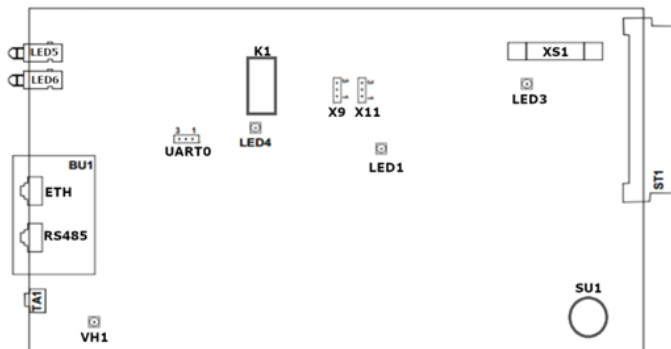 LED5
K1
XS1
LED6
LED3
X9
X11
3 1
LED4
UART0
LED1
BU1
ST1
ETH
RS485
TA1
SU1
VH1